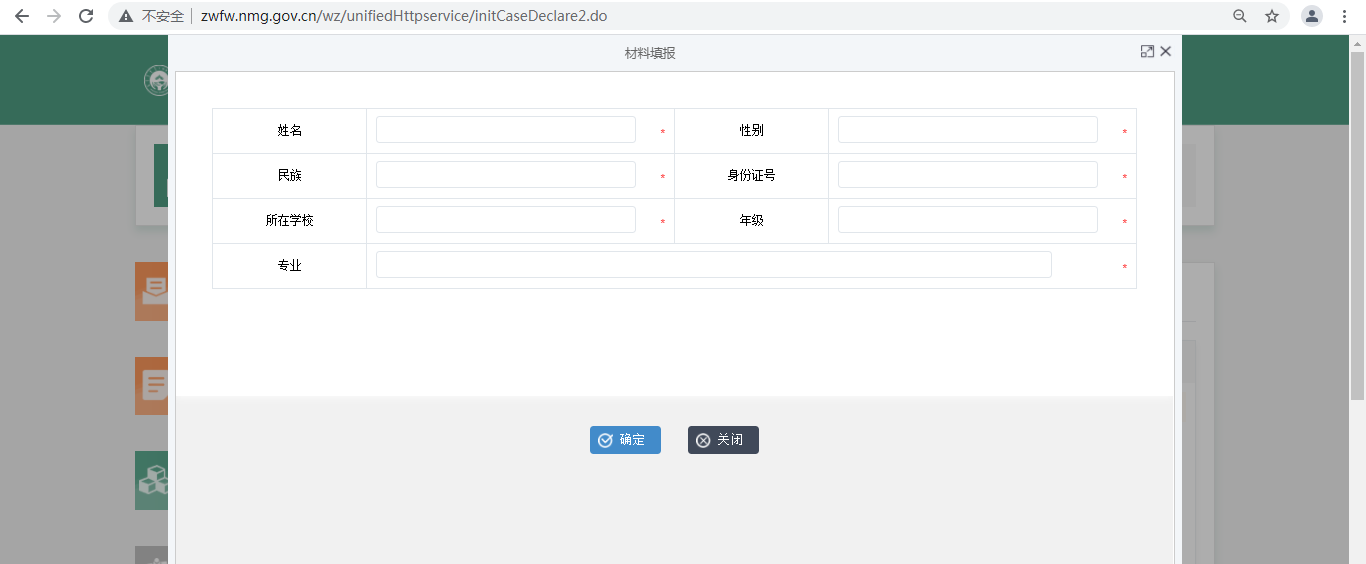 不安全 zwfw.nmg.gov.cn/wz/unifiedHttpservice/initCaseDeclare2.do
材料填报
姓名 * 性别 *
民族 * 身份证号 *
所在学校 * 年级 *
专业 *
确定 关闭